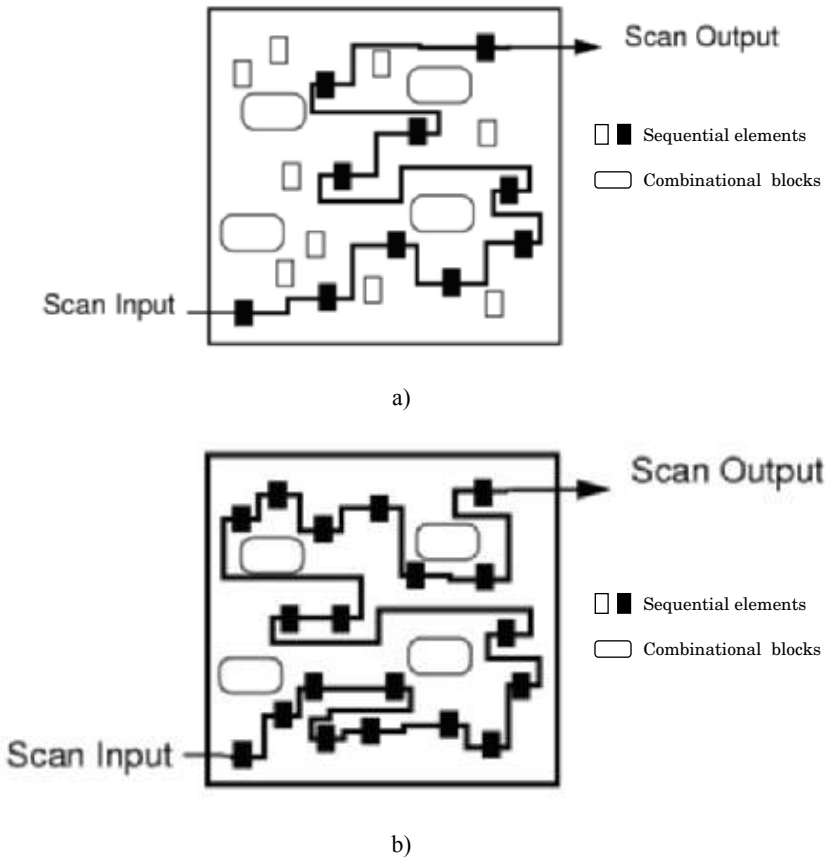 Scan Output
Sequential elements
Combinational blocks
Scan Input
a)
Scan Output
Sequential elements
Combinational blocks
Scan Input
b)